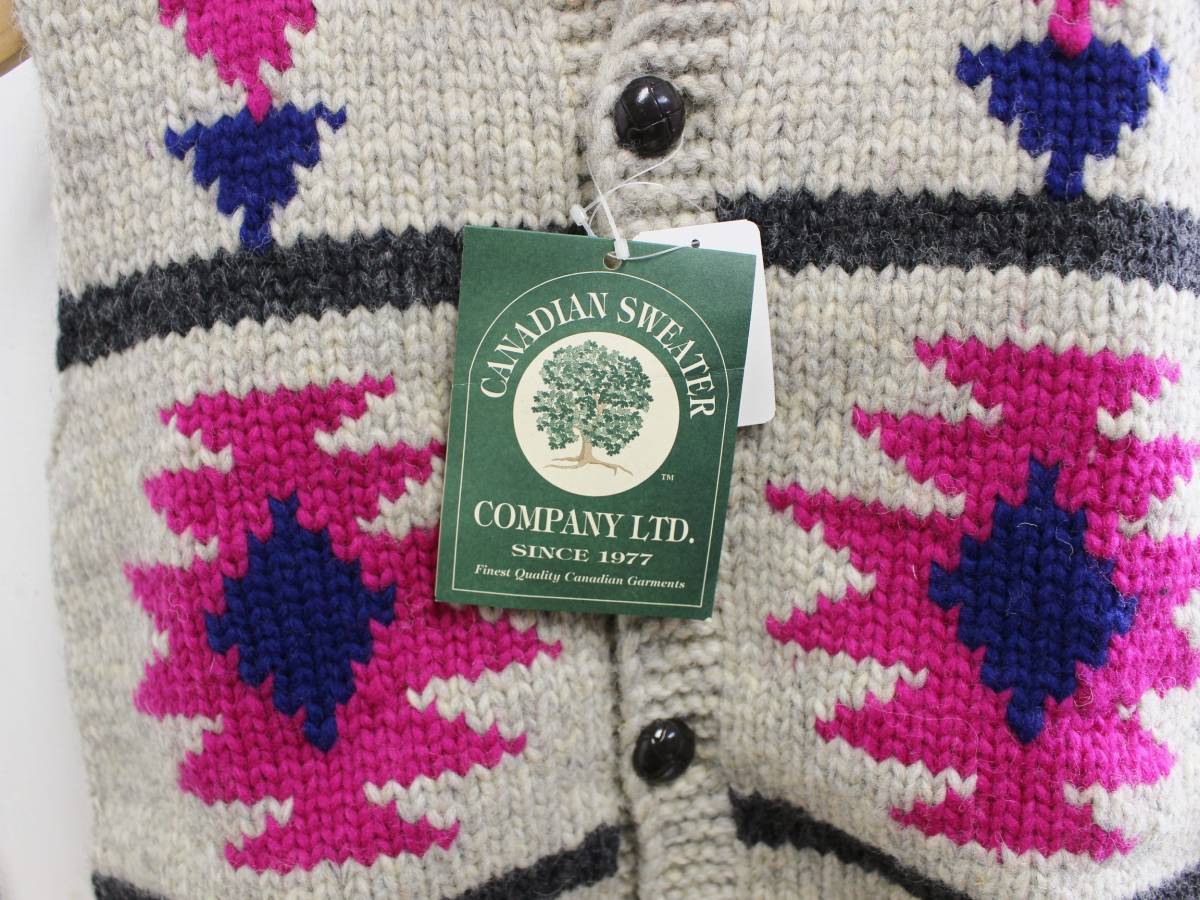 CANADIAN SWEATER
TM
COMPANY LTD.
SINCE 1977
Finest Quality Canadian Garments